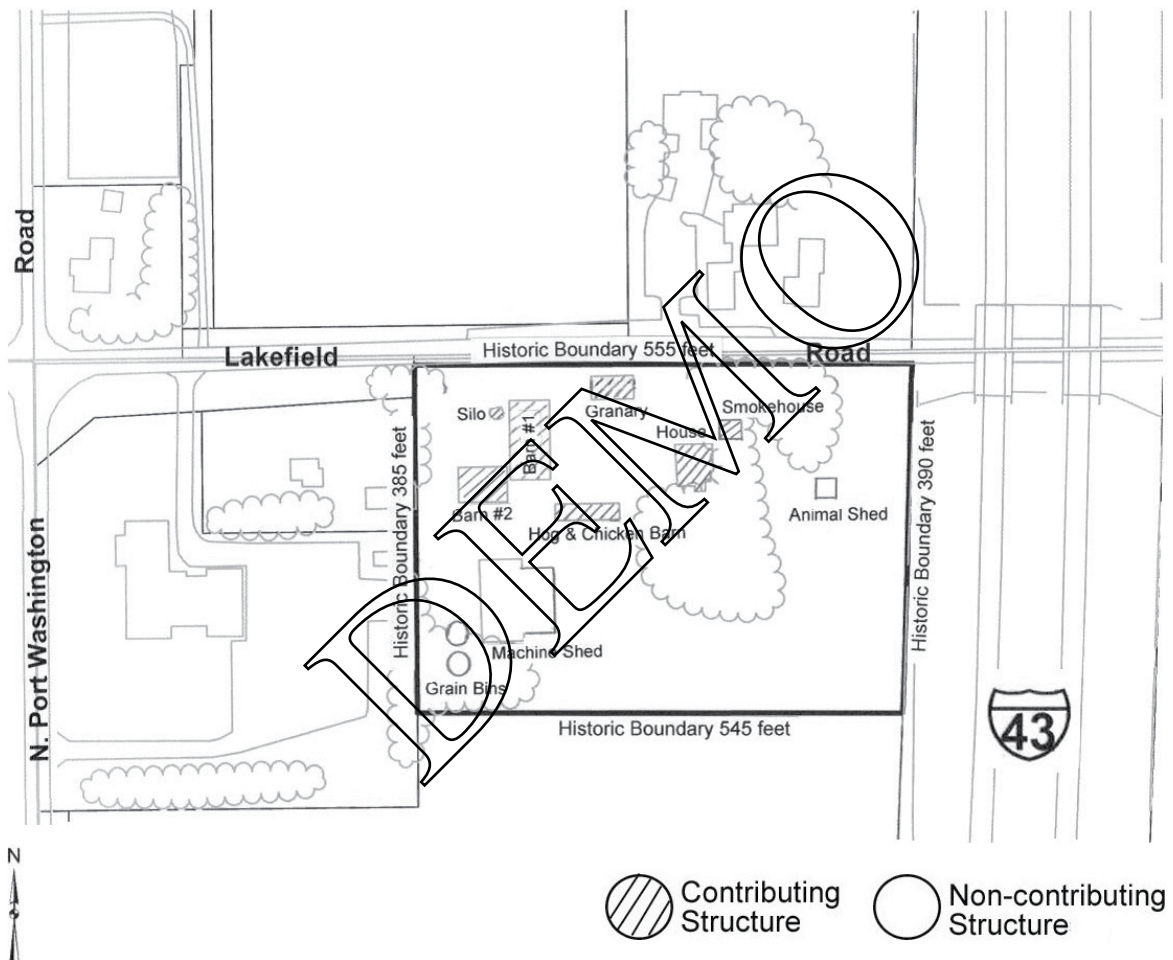 Road
Lakefield
Historic Boundary 555 feet
Road
Silo
Barn #1
Granary
Smokehouse
House
Barn #2
Hog & Chicken Barn
Animal Shed
Historic Boundary 385 feet
Historic Boundary 390 feet
N. Port Washington
Machine Shed
Grain Bins
Historic Boundary 545 feet
43
DEMO
N
Contributing
Structure
Non-contributing
Structure